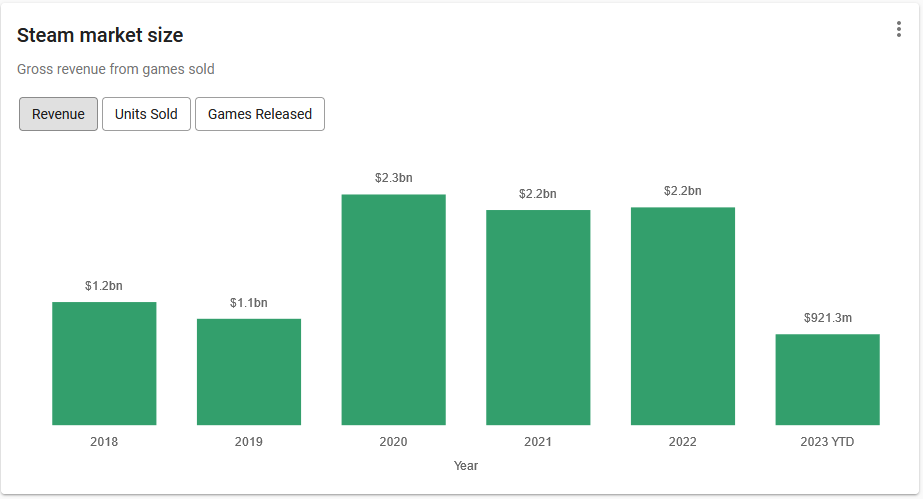 Steam market size
Gross revenue from games sold
Revenue Units Sold Games Released
$2.3bn
$2.2bn
$2.2bn
$1.2bn
$1.1bn
$921.3m
2018 2019 2020 2021 2022 2023 YTD
Year